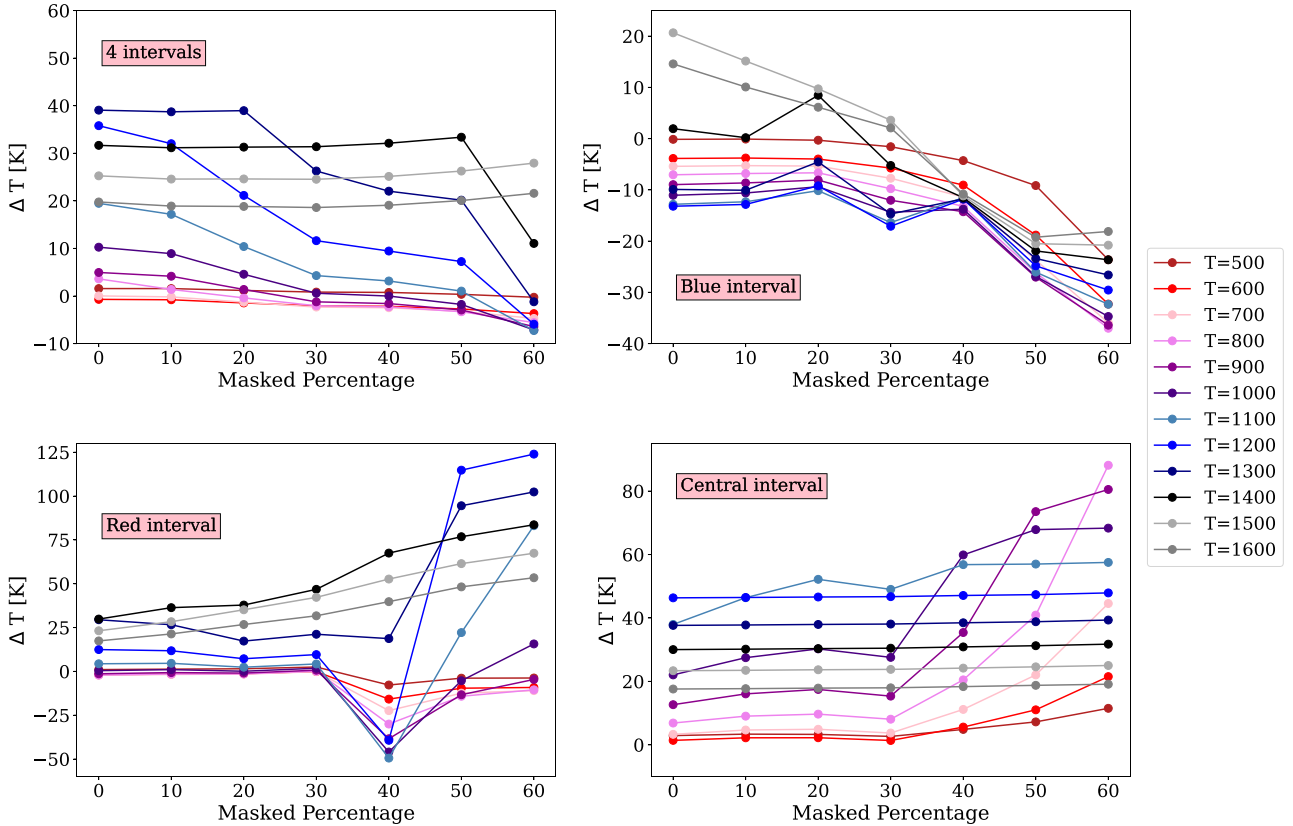 60
50
40
30
20
10
0
−10
Δ T [K]
4 intervals
0 10 20 30 40 50 60
Masked Percentage
20
10
0
−10
−20
−30
−40
Δ T [K]
Blue interval
0 10 20 30 40 50 60
Masked Percentage
125
100
75
50
25
0
−25
−50
Δ T [K]
Red interval
0 10 20 30 40 50 60
Masked Percentage
80
60
40
20
0
Δ T [K]
Central interval
0 10 20 30 40 50 60
Masked Percentage
T=500
T=600
T=700
T=800
T=900
T=1000
T=1100
T=1200
T=1300
T=1400
T=1500
T=1600